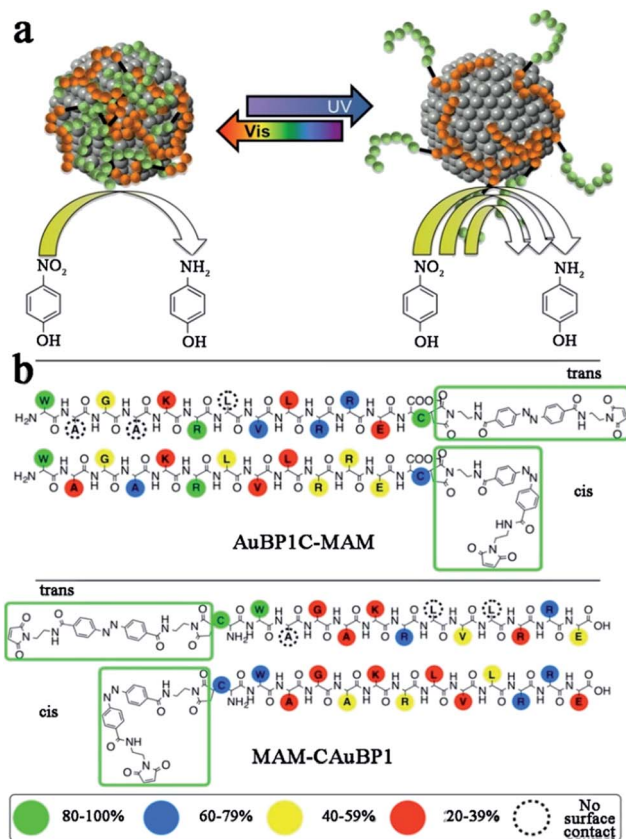 a
UV
Vis
NO₂
NH₂
NO₂
NH₂
OH
OH
OH
OH
b
trans
W A G A K R L V L R R E C
H₂N
W A G A K R L V L R R E C
H₂N
cis
AuBP1C-MAM
trans
C W A G A K R L V L R R E
NH₂
OH
C W A G A K R L V L R R E
NH₂
OH
cis
MAM-CAuBP1
80-100%
60-79%
40-59%
20-39%
No
surface
contact